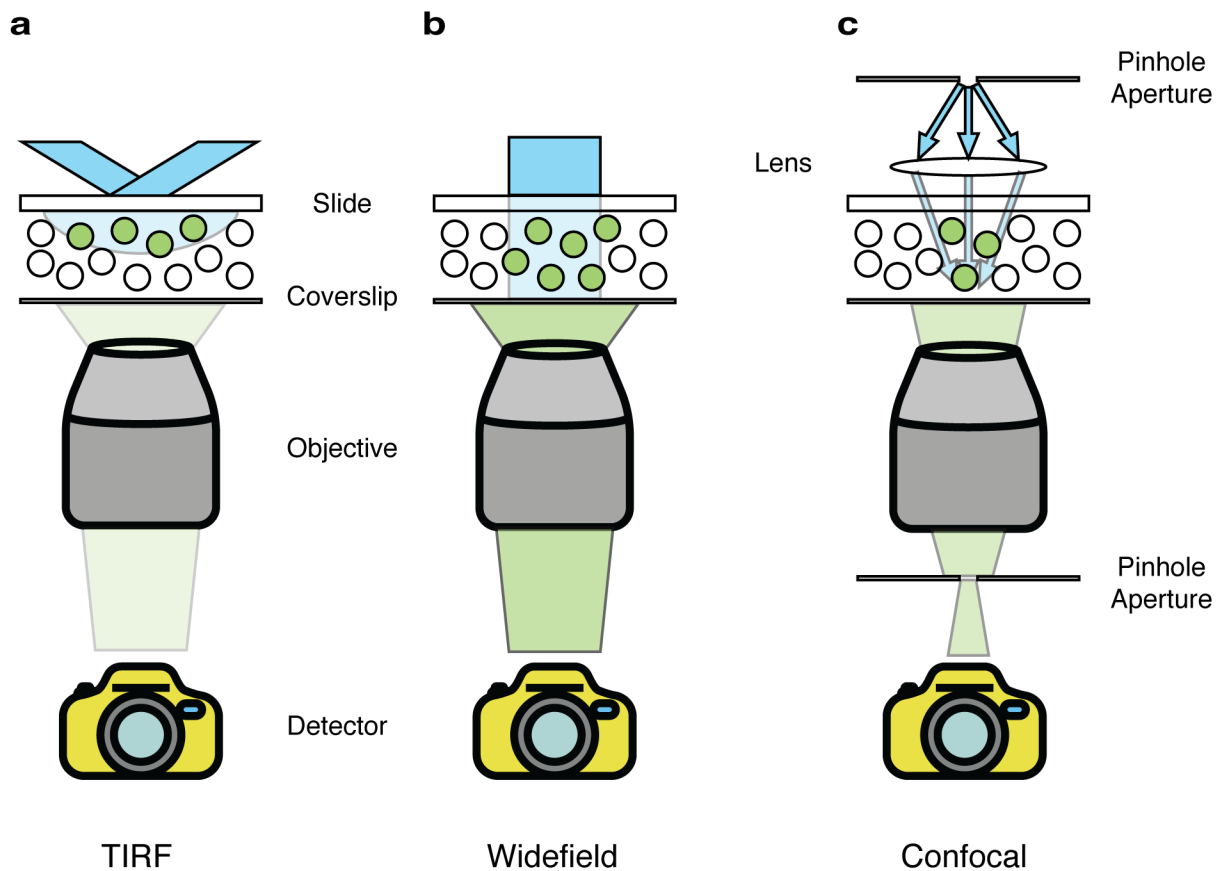 a
b
c
Pinhole
Aperture
Lens
Slide
Coverslip
Objective
Pinhole
Aperture
Detector
TIRF
Widefield
Confocal